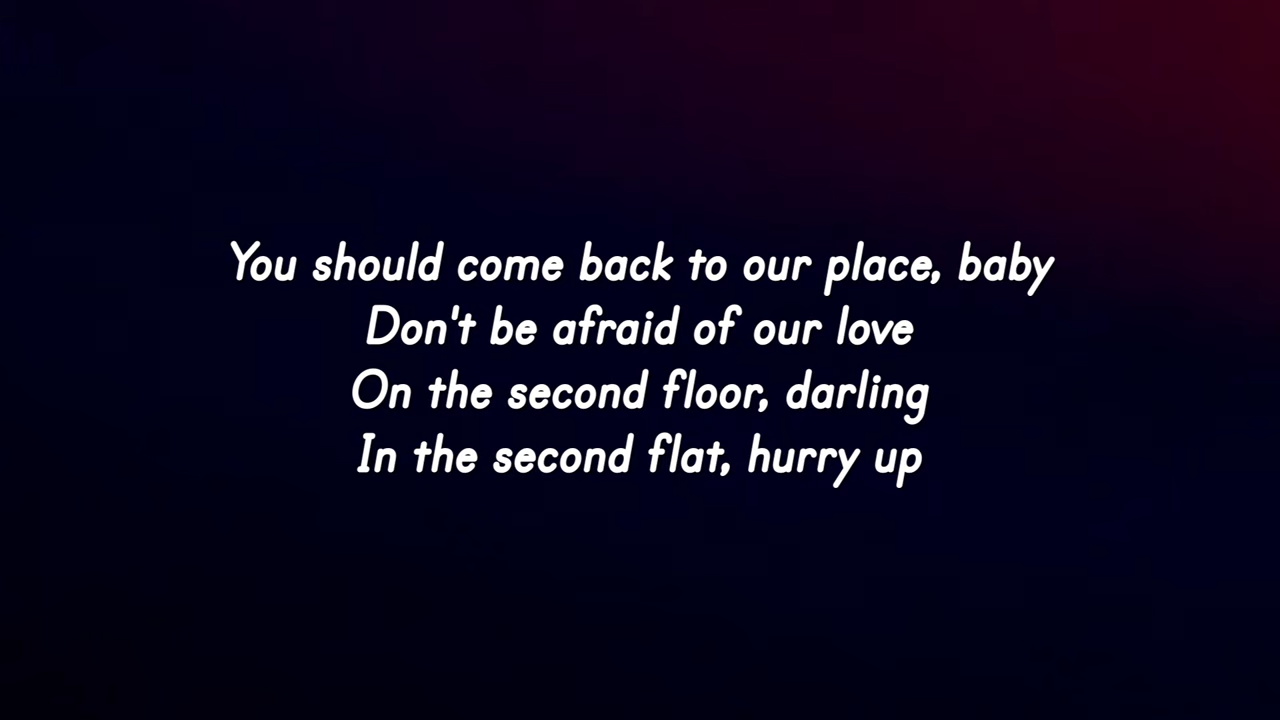 You should come back to our place, baby
Don't be afraid of our love
On the second floor, darling
In the second flat, hurry up